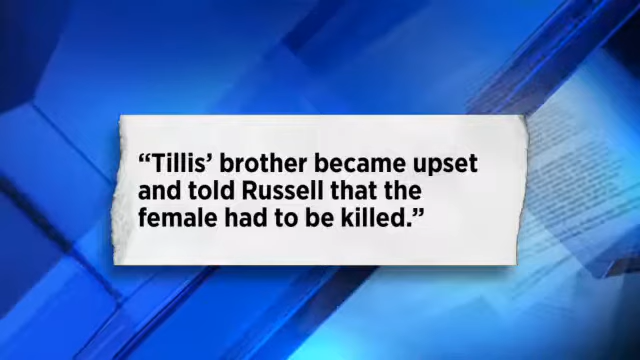 “Tillis’ brother became upset
and told Russell that the
female had to be killed.”